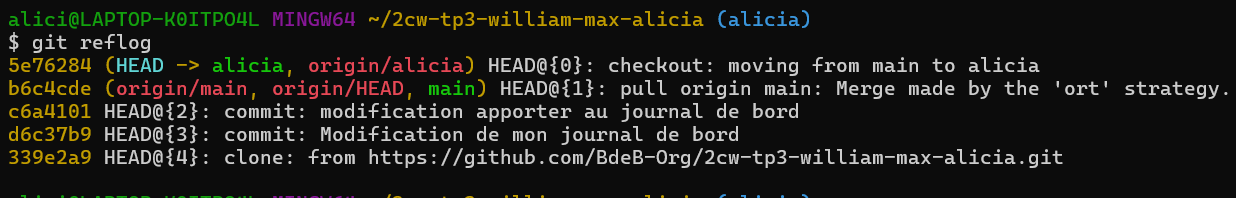 alici@LAPTOP-K0ITPO4L MINGW64 ~/2cw-tp3-william-max-alicia (alicia)
$ git reflog
5e76284 (HEAD -> alicia, origin/alicia) HEAD@{0}: checkout: moving from main to alicia
b6c4cde (origin/main, origin/HEAD, main) HEAD@{1}: pull origin main: Merge made by the 'ort' strategy.
c6a4101 HEAD@{2}: commit: modification apporter au journal de bord
d6c37b9 HEAD@{3}: commit: Modification de mon journal de bord
339e2a9 HEAD@{4}: clone: from https://github.com/BdeB-Org/2cw-tp3-william-max-alicia.git